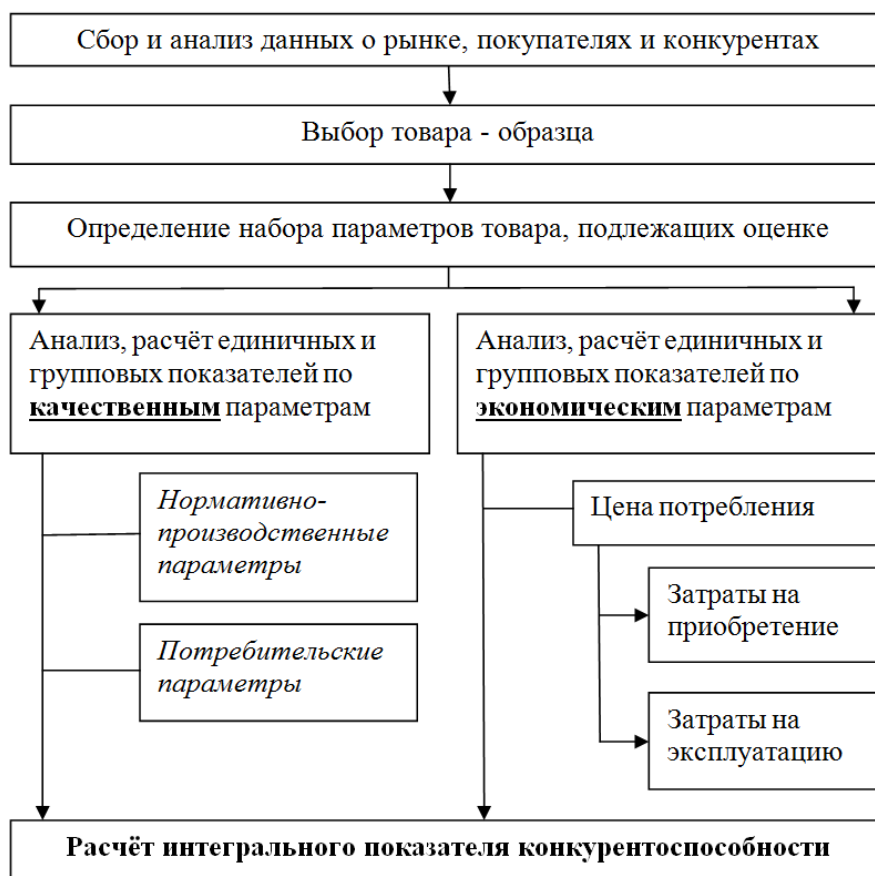 Сбор и анализ данных о рынке, покупателях и конкурентах
Выбор товара - образца
Определение набора параметров товара, подлежащих оценке
Анализ, расчёт единичных и
групповых показателей по
качественным параметрам
Анализ, расчёт единичных и
групповых показателей по
экономическим параметрам
Нормативно-
производственные
параметры
Потребительские
параметры
Цена потребления
Затраты на
приобретение
Затраты на
эксплуатацию
Расчёт интегрального показателя конкурентоспособности